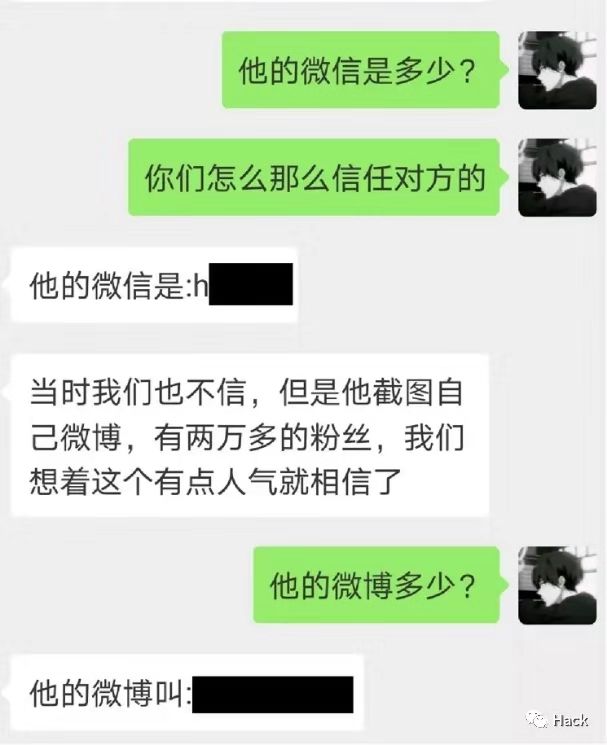 他的微信是多少？
你们怎么那么信任对方的
他的微信是:h
当时我们也不信，但是他截图自
己微博，有两万多的粉丝，我们
想着这个有点人气就相信了
他的微博多少？
他的微博叫:
Hack